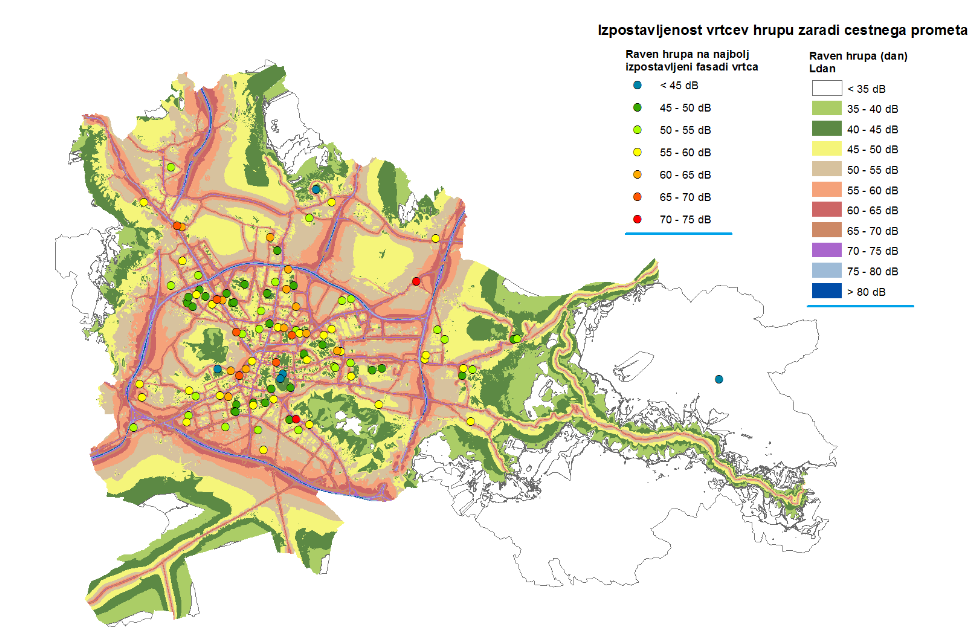 Izpostavljenost vrtcev hrupu zaradi cestnega prometa
Raven hrupa na najbolj
izpostavljeni fasadi vrtca
< 45 dB
45 - 50 dB
50 - 55 dB
55 - 60 dB
60 - 65 dB
65 - 70 dB
70 - 75 dB
Raven hrupa (dan)
Ldan
< 35 dB
35 - 40 dB
40 - 45 dB
45 - 50 dB
50 - 55 dB
55 - 60 dB
60 - 65 dB
65 - 70 dB
70 - 75 dB
75 - 80 dB
> 80 dB